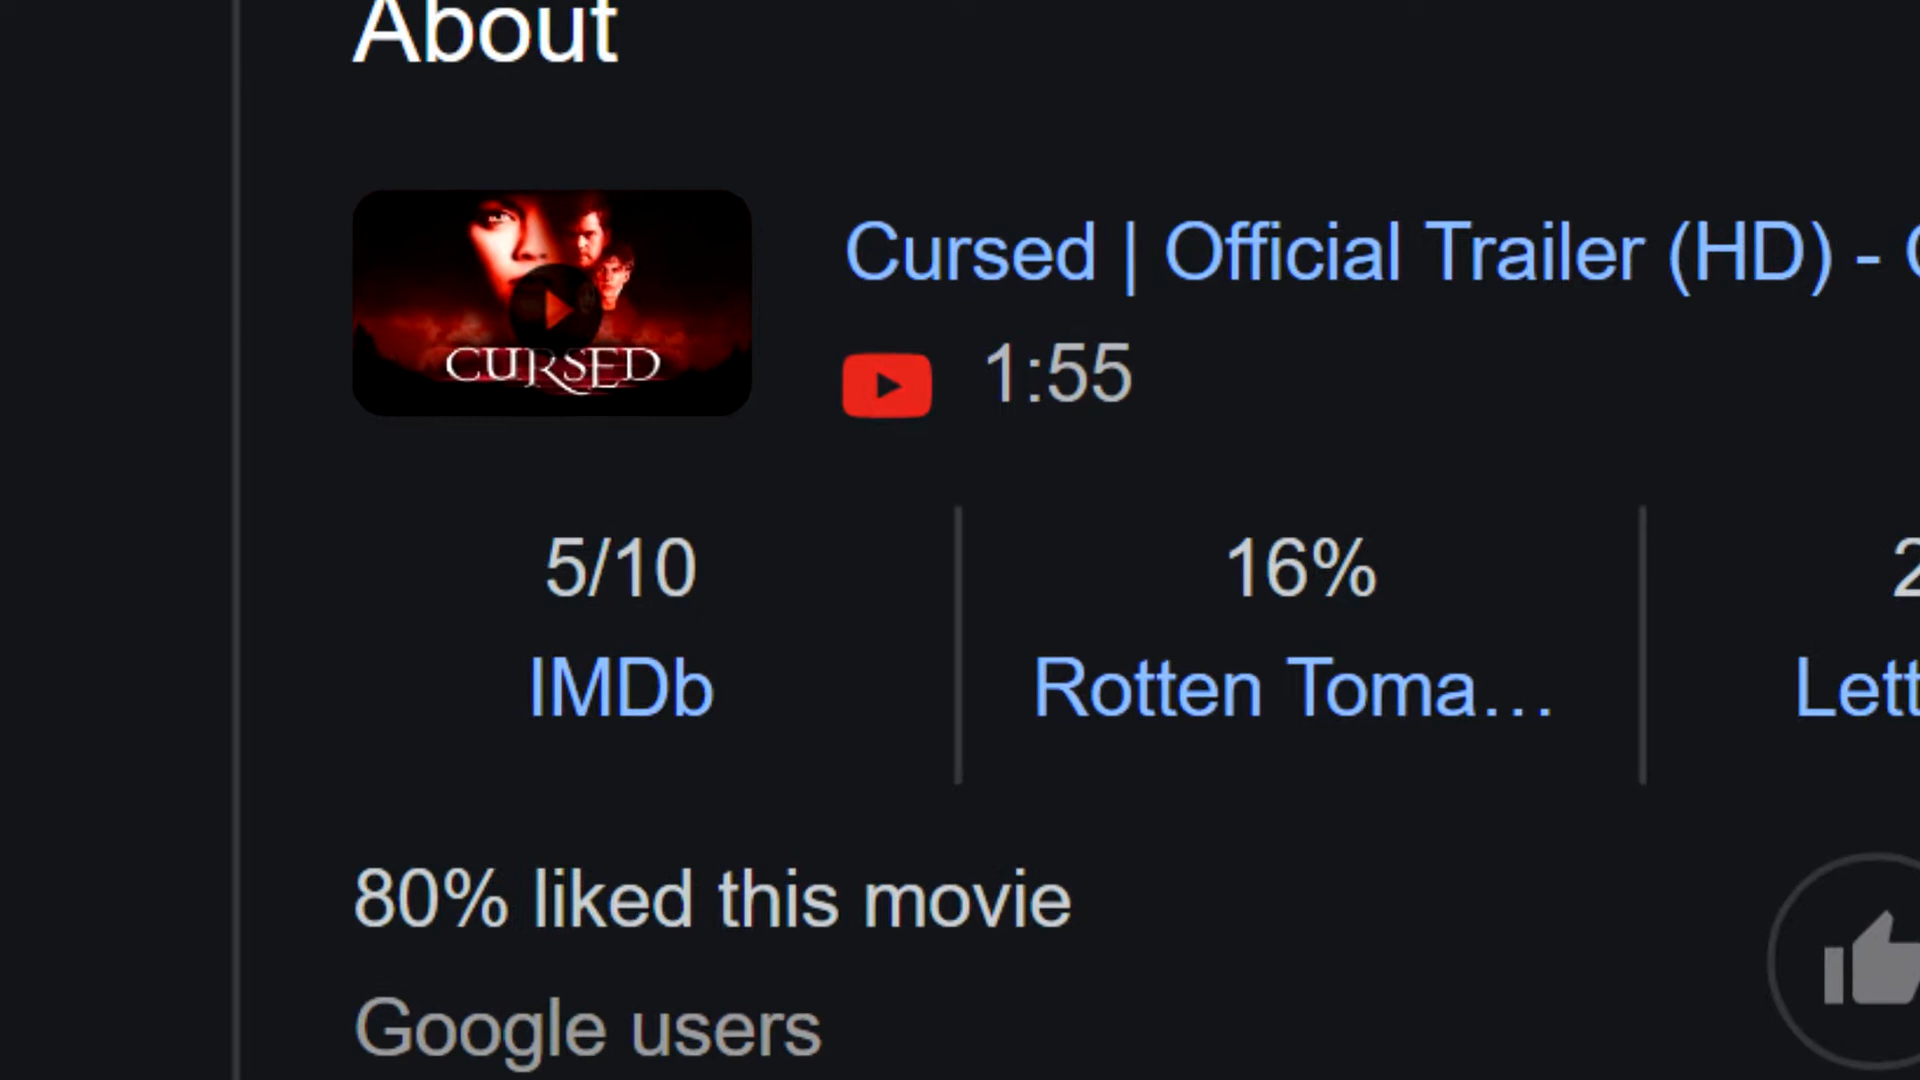 About
CURSED
Cursed | Official Trailer (HD) -
1:55
5/10
16%
IMDb
Rotten Toma...
Lett
80% liked this movie
Google users